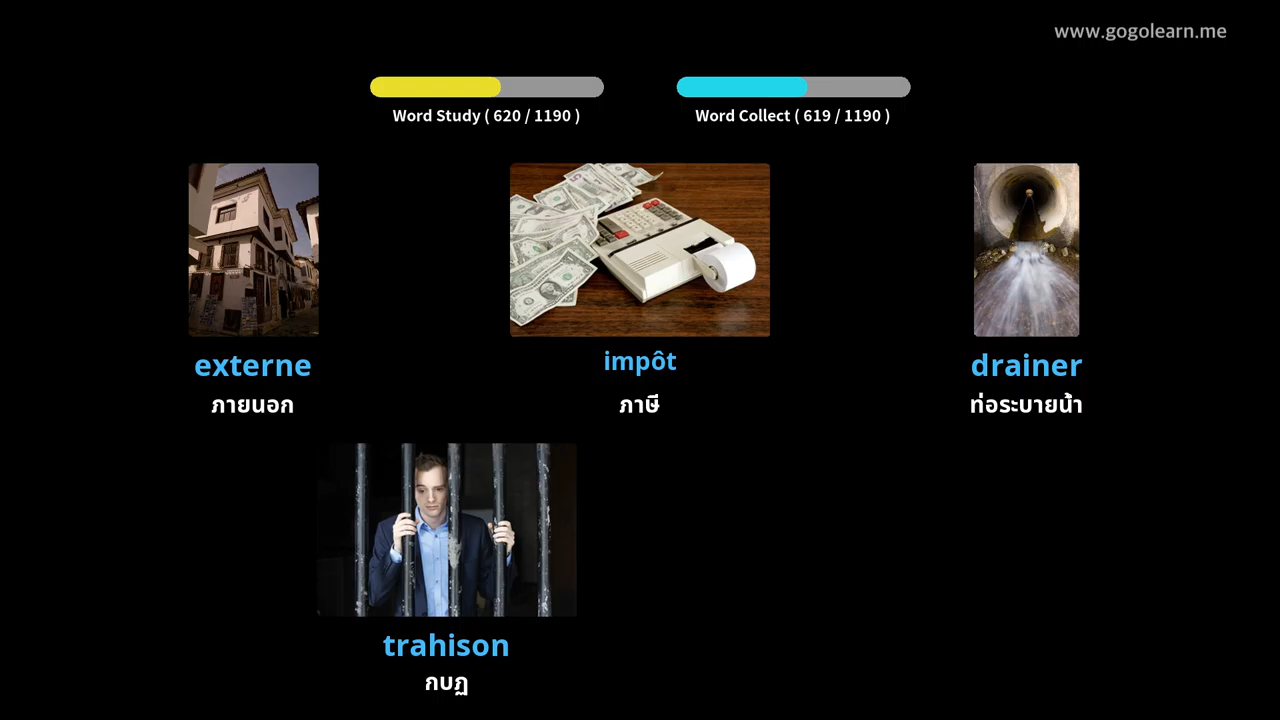 www.gogolearn.me
Word Study ( 620 / 1190 )
Word Collect ( 619 / 1190 )
externe
impôt
drainer
ภายนอก
ภาษี
ท่อระบายน้ำ
trahison
กบฏ